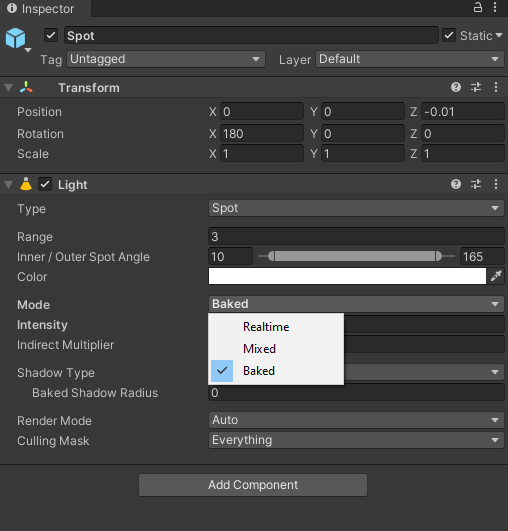 Inspector
Spot Static
Tag Untagged Layer Default
Transform
Position X 0 Y 0 Z -0.01
Rotation X 180 Y 0 Z 0
Scale X 1 Y 1 Z 1
Light
Type Spot
Range 3
Inner / Outer Spot Angle 10 165
Color
Mode Baked
Intensity
Realtime
Indirect Multiplier
Mixed
Shadow Type
Baked
Baked Shadow Radius 0
Render Mode Auto
Culling Mask Everything
Add Component